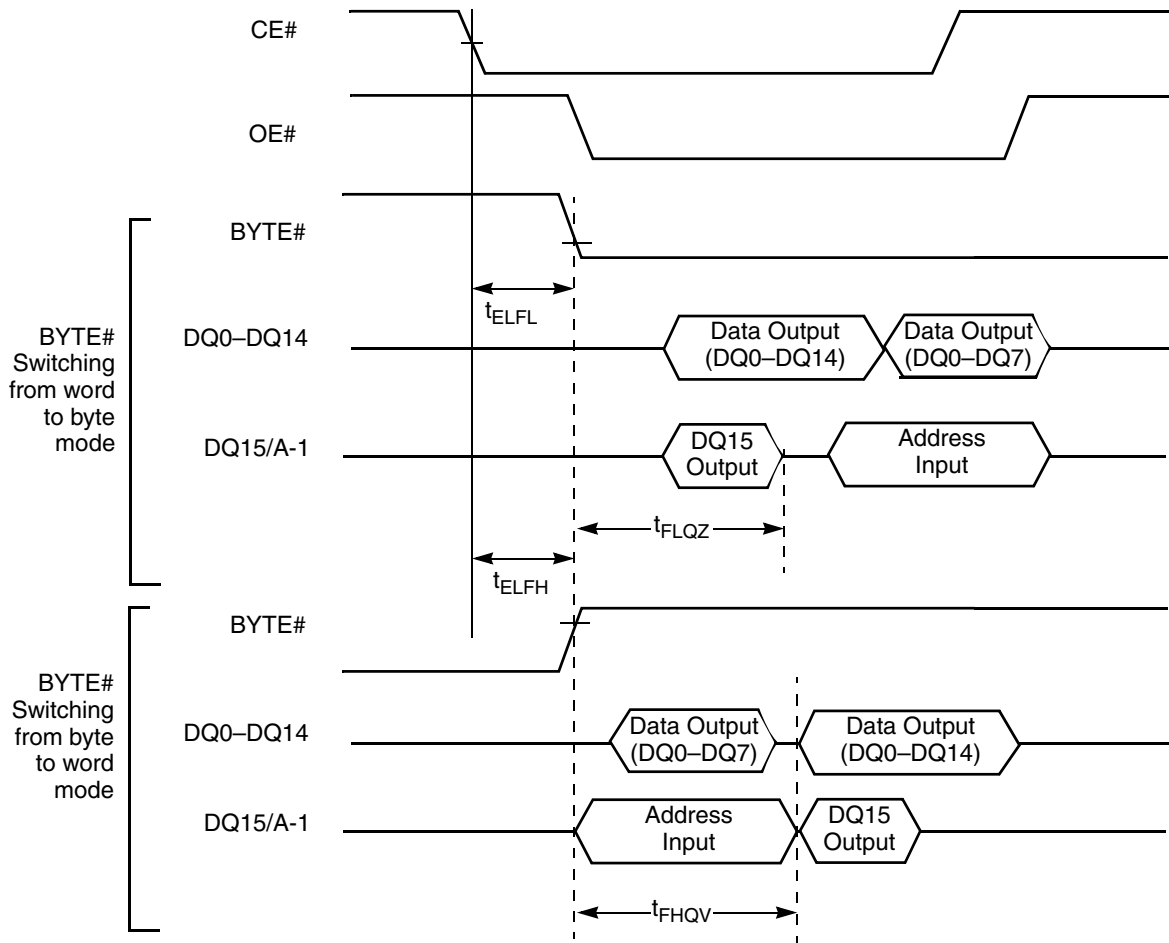 CE#
OE#
BYTE#
Switching
from word
to byte
mode
BYTE#
tELFL
DQ0–DQ14
Data Output
(DQ0–DQ14)
Data Output
(DQ0–DQ7)
DQ15/A-1
DQ15
Output
Address
Input
tFLQZ
tELFH
BYTE#
Switching
from byte
to word
mode
BYTE#
DQ0–DQ14
Data Output
(DQ0–DQ7)
Data Output
(DQ0–DQ14)
DQ15/A-1
Address
Input
DQ15
Output
tFHQV